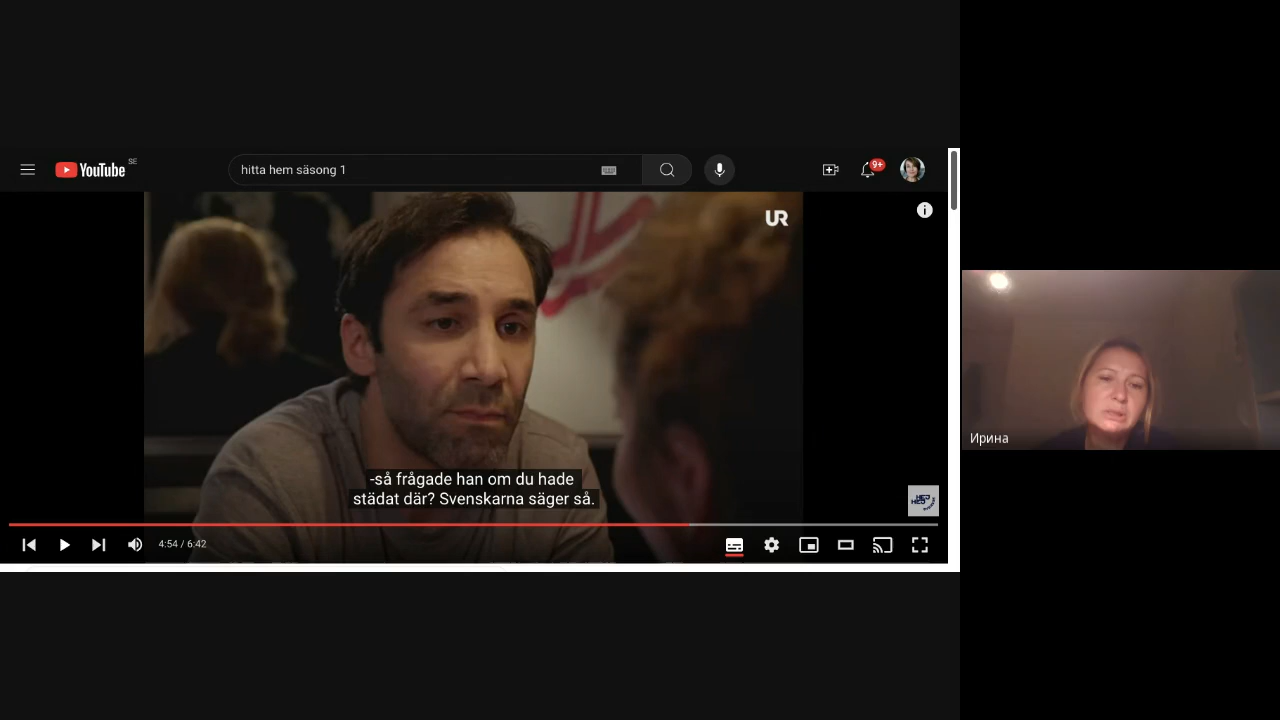 YouTube SE
hitta hem säsong 1
9+
UR
-så frågade han om du hade
städat där? Svenskarna säger så.
4:54 / 6:42
Ирина